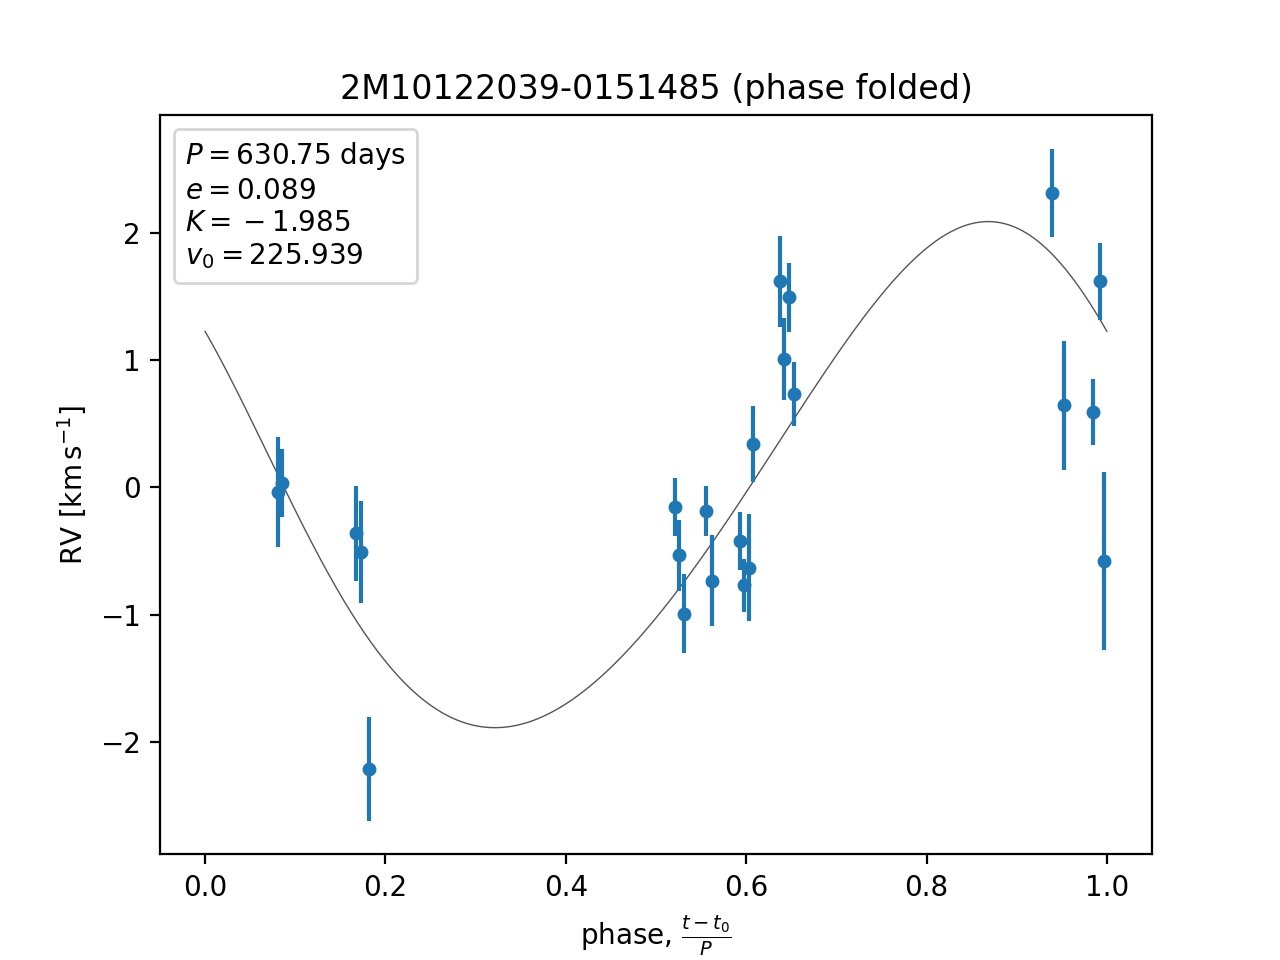 2M10122039-0151485 (phase folded)
P = 630.75 days
e = 0.089
K = −1.985
v₀ = 225.939
RV [km s⁻¹]
2
1
0
−1
−2
0.0 0.2 0.4 0.6 0.8 1.0
phase, (t − t₀)/P